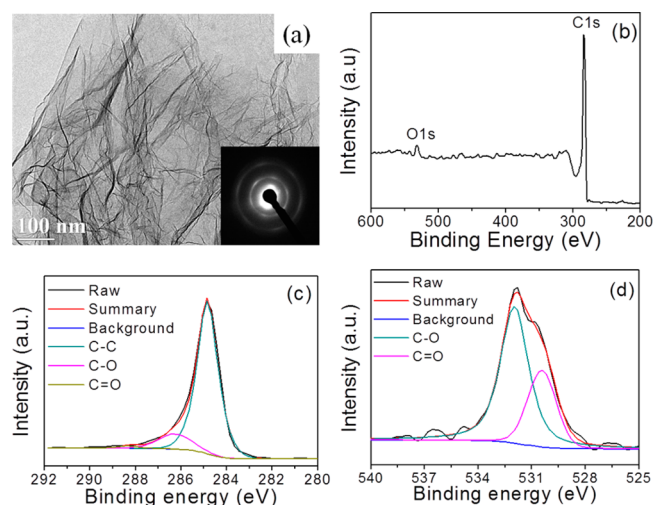 (a)
100 nm
(b)
C1s
O1s
Intensity (a.u)
600 500 400 300 200
Binding Energy (eV)
(c)
Raw
Summary
Background
C-C
C-O
C=O
Intensity (a.u.)
292 290 288 286 284 282 280
Binding energy (eV)
(d)
Raw
Summary
Background
C-O
C=O
Intensity (a.u.)
540 537 534 531 528 525
Binding energy (eV)